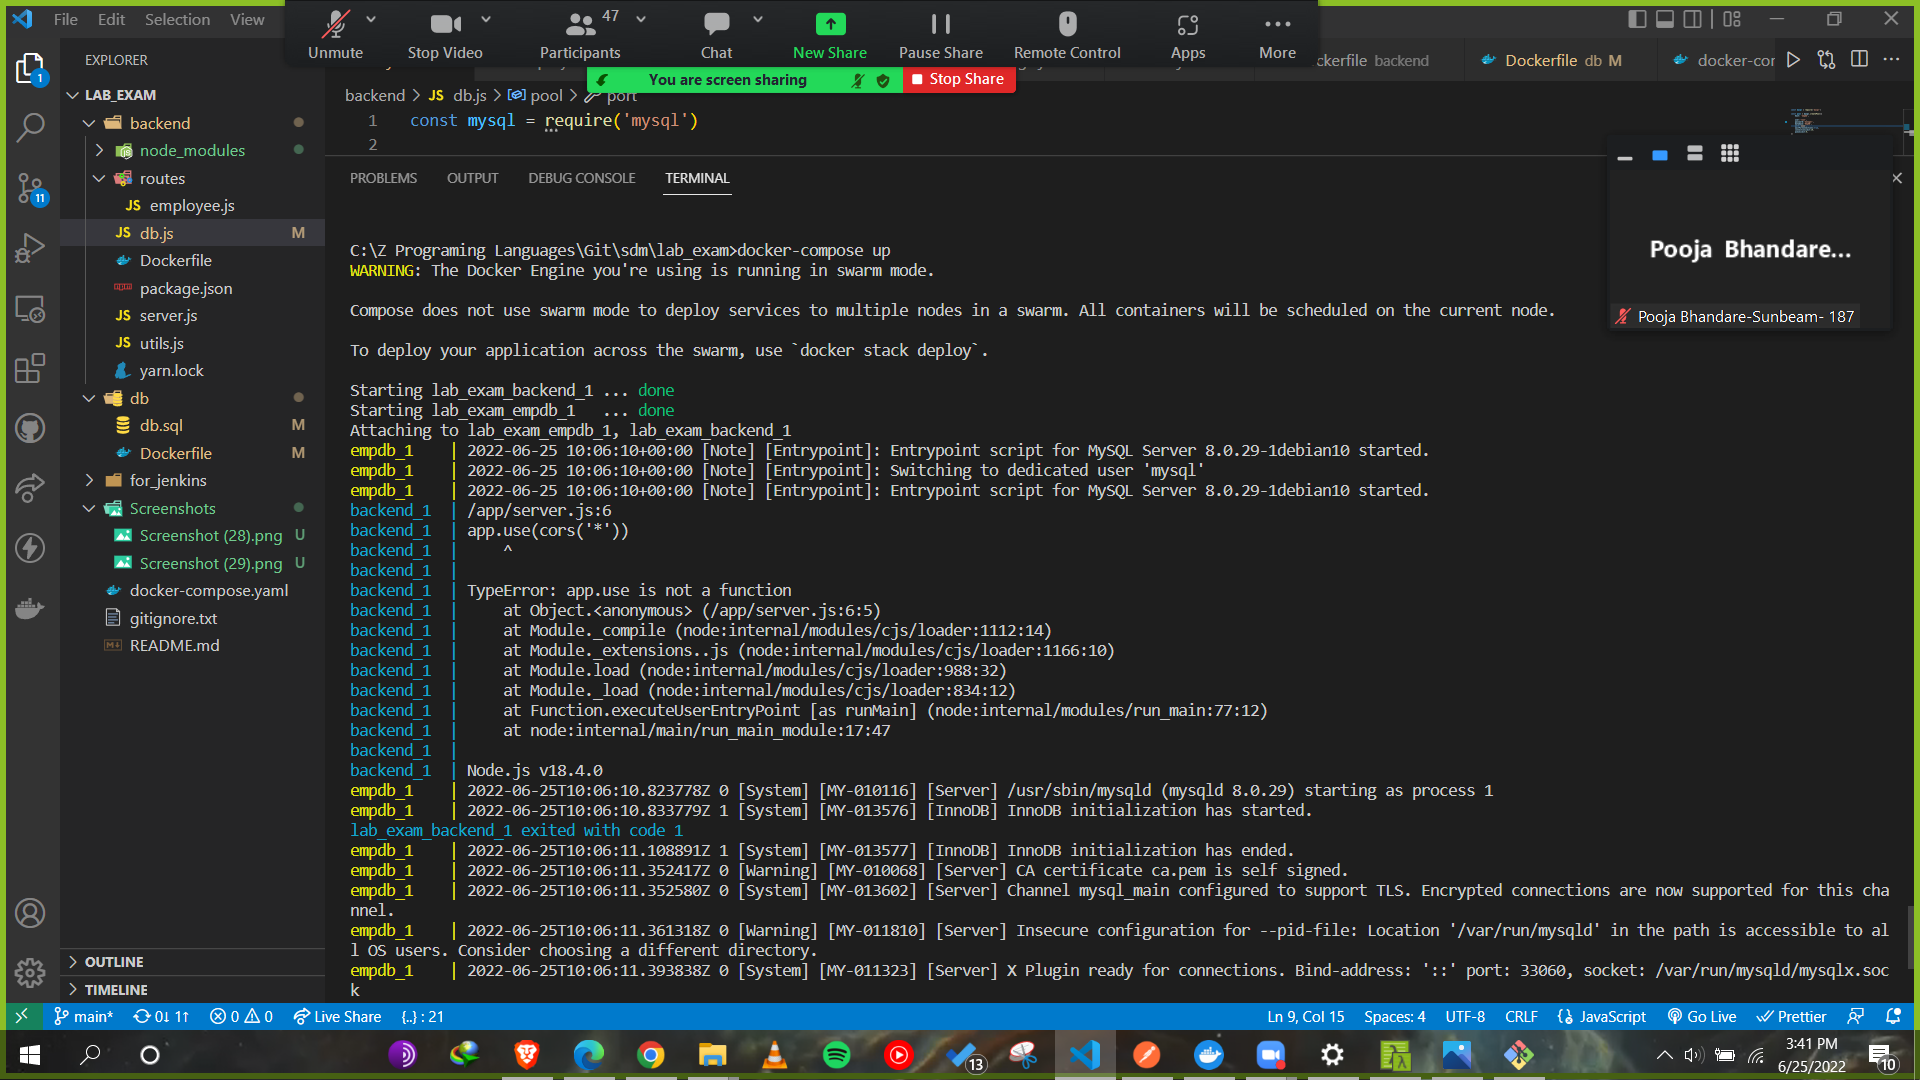 File Edit Selection View
Unmute
Stop Video
47
Participants
Chat
New Share
Pause Share
Remote Control
Apps
More
You are screen sharing
Stop Share
ckerfile backend
Dockerfile db M
docker-cor
EXPLORER
LAB_EXAM
backend
node_modules
routes
JS employee.js
JS db.js M
Dockerfile
package.json
JS server.js
JS utils.js
yarn.lock
db
db.sql M
Dockerfile M
for_jenkins
Screenshots
Screenshot (28).png U
Screenshot (29).png U
docker-compose.yaml
gitignore.txt
README.md
OUTLINE
TIMELINE
1
11
backend > JS db.js > pool > port
1 const mysql = require('mysql')
2
PROBLEMS OUTPUT DEBUG CONSOLE TERMINAL
Pooja Bhandare...
Pooja Bhandare-Sunbeam- 187
C:\Z Programing Languages\Git\sdm\lab_exam>docker-compose up
WARNING: The Docker Engine you're using is running in swarm mode.
Compose does not use swarm mode to deploy services to multiple nodes in a swarm. All containers will be scheduled on the current node.
To deploy your application across the swarm, use `docker stack deploy`.
Starting lab_exam_backend_1 ... done
Starting lab_exam_empdb_1   ... done
Attaching to lab_exam_empdb_1, lab_exam_backend_1
empdb_1    | 2022-06-25 10:06:10+00:00 [Note] [Entrypoint]: Entrypoint script for MySQL Server 8.0.29-1debian10 started.
empdb_1    | 2022-06-25 10:06:10+00:00 [Note] [Entrypoint]: Switching to dedicated user 'mysql'
empdb_1    | 2022-06-25 10:06:10+00:00 [Note] [Entrypoint]: Entrypoint script for MySQL Server 8.0.29-1debian10 started.
backend_1  | /app/server.js:6
backend_1  | app.use(cors('*'))
backend_1  |     ^
backend_1  |
backend_1  | TypeError: app.use is not a function
backend_1  |     at Object.<anonymous> (/app/server.js:6:5)
backend_1  |     at Module._compile (node:internal/modules/cjs/loader:1112:14)
backend_1  |     at Module._extensions..js (node:internal/modules/cjs/loader:1166:10)
backend_1  |     at Module.load (node:internal/modules/cjs/loader:988:32)
backend_1  |     at Module._load (node:internal/modules/cjs/loader:834:12)
backend_1  |     at Function.executeUserEntryPoint [as runMain] (node:internal/modules/run_main:77:12)
backend_1  |     at node:internal/main/run_main_module:17:47
backend_1  |
backend_1  | Node.js v18.4.0
empdb_1    | 2022-06-25T10:06:10.823778Z 0 [System] [MY-010116] [Server] /usr/sbin/mysqld (mysqld 8.0.29) starting as process 1
empdb_1    | 2022-06-25T10:06:10.833779Z 1 [System] [MY-013576] [InnoDB] InnoDB initialization has started.
lab_exam_backend_1 exited with code 1
empdb_1    | 2022-06-25T10:06:11.108891Z 1 [System] [MY-013577] [InnoDB] InnoDB initialization has ended.
empdb_1    | 2022-06-25T10:06:11.352417Z 0 [Warning] [MY-010068] [Server] CA certificate ca.pem is self signed.
empdb_1    | 2022-06-25T10:06:11.352580Z 0 [System] [MY-013602] [Server] Channel mysql_main configured to support TLS. Encrypted connections are now supported for this cha
nnel.
empdb_1    | 2022-06-25T10:06:11.361318Z 0 [Warning] [MY-011810] [Server] Insecure configuration for --pid-file: Location '/var/run/mysqld' in the path is accessible to al
l OS users. Consider choosing a different directory.
empdb_1    | 2022-06-25T10:06:11.393838Z 0 [System] [MY-011323] [Server] X Plugin ready for connections. Bind-address: '::' port: 33060, socket: /var/run/mysqld/mysqlx.soc
k
main* 0↓ 1↑ 0 0 Live Share {..} : 21
Ln 9, Col 15 Spaces: 4 UTF-8 CRLF JavaScript Go Live Prettier
13
3:41 PM
6/25/2022
10